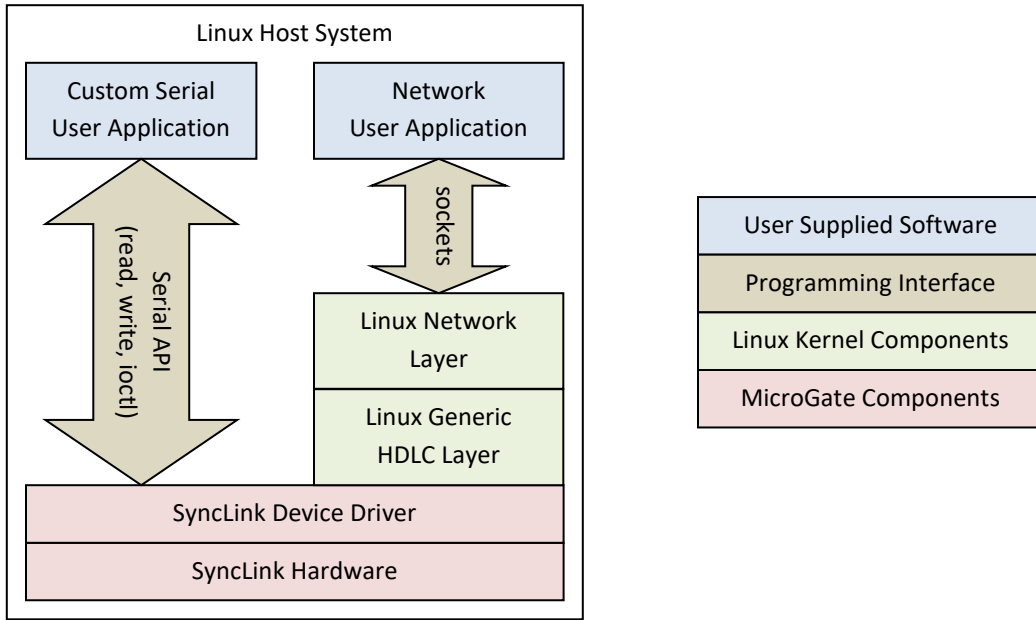 Linux Host System
Custom Serial
User Application
Network
User Application
Serial API
(read, write, ioctl)
sockets
Linux Network
Layer
Linux Generic
HDLC Layer
SyncLink Device Driver
SyncLink Hardware
User Supplied Software
Programming Interface
Linux Kernel Components
MicroGate Components